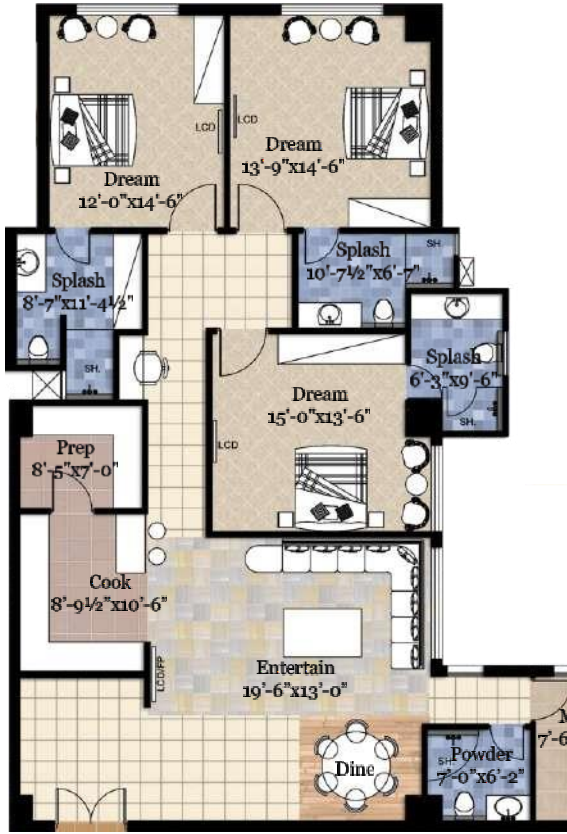 LCD
LCD
Dream
12'-0"x14'-6"
Dream
13'-9"x14'-6"
Splash
8'-7"x11'-4½"
SH.
Splash
10'-7½"x6'-7"
SH.
Splash
6'-3"x9'-6"
SH.
Dream
15'-0"x13'-6"
LCD
Prep
8'-5"x7'-0"
Cook
8'-9½"x10'-6"
Entertain
19'-6"x13'-0"
LCD/FP
Dine
Powder
7'-0"x6'-2"
SH.
M
7'-6